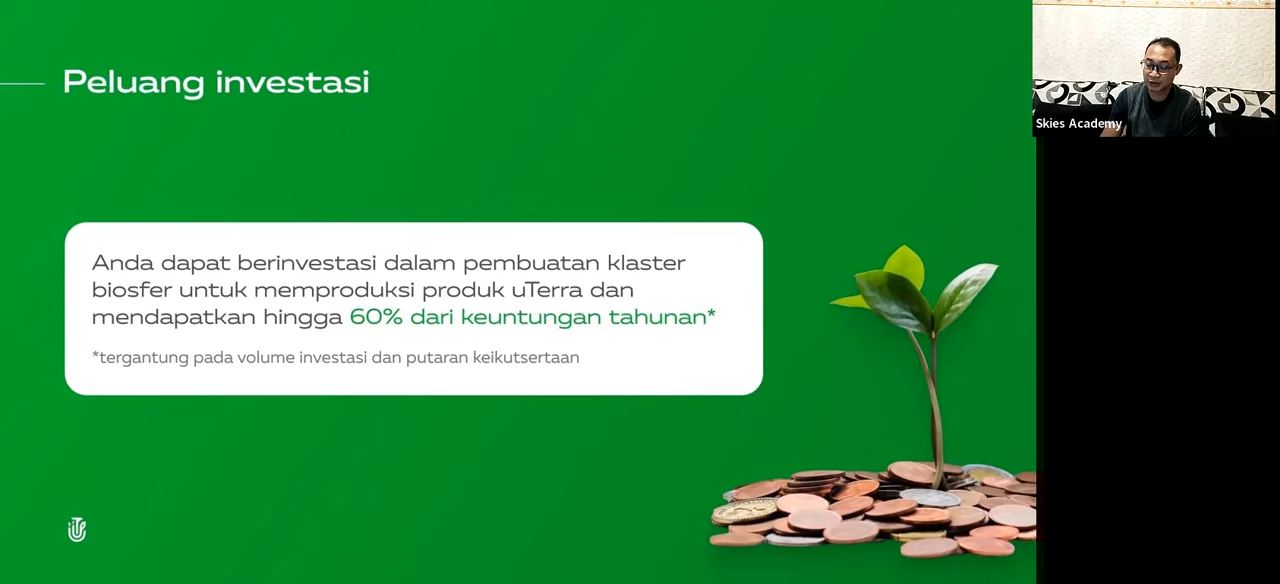 Peluang investasi
Anda dapat berinvestasi dalam pembuatan klaster
biosfer untuk memproduksi produk uTerra dan
mendapatkan hingga 60% dari keuntungan tahunan*
*tergantung pada volume investasi dan putaran keikutsertaan
Skies Academy